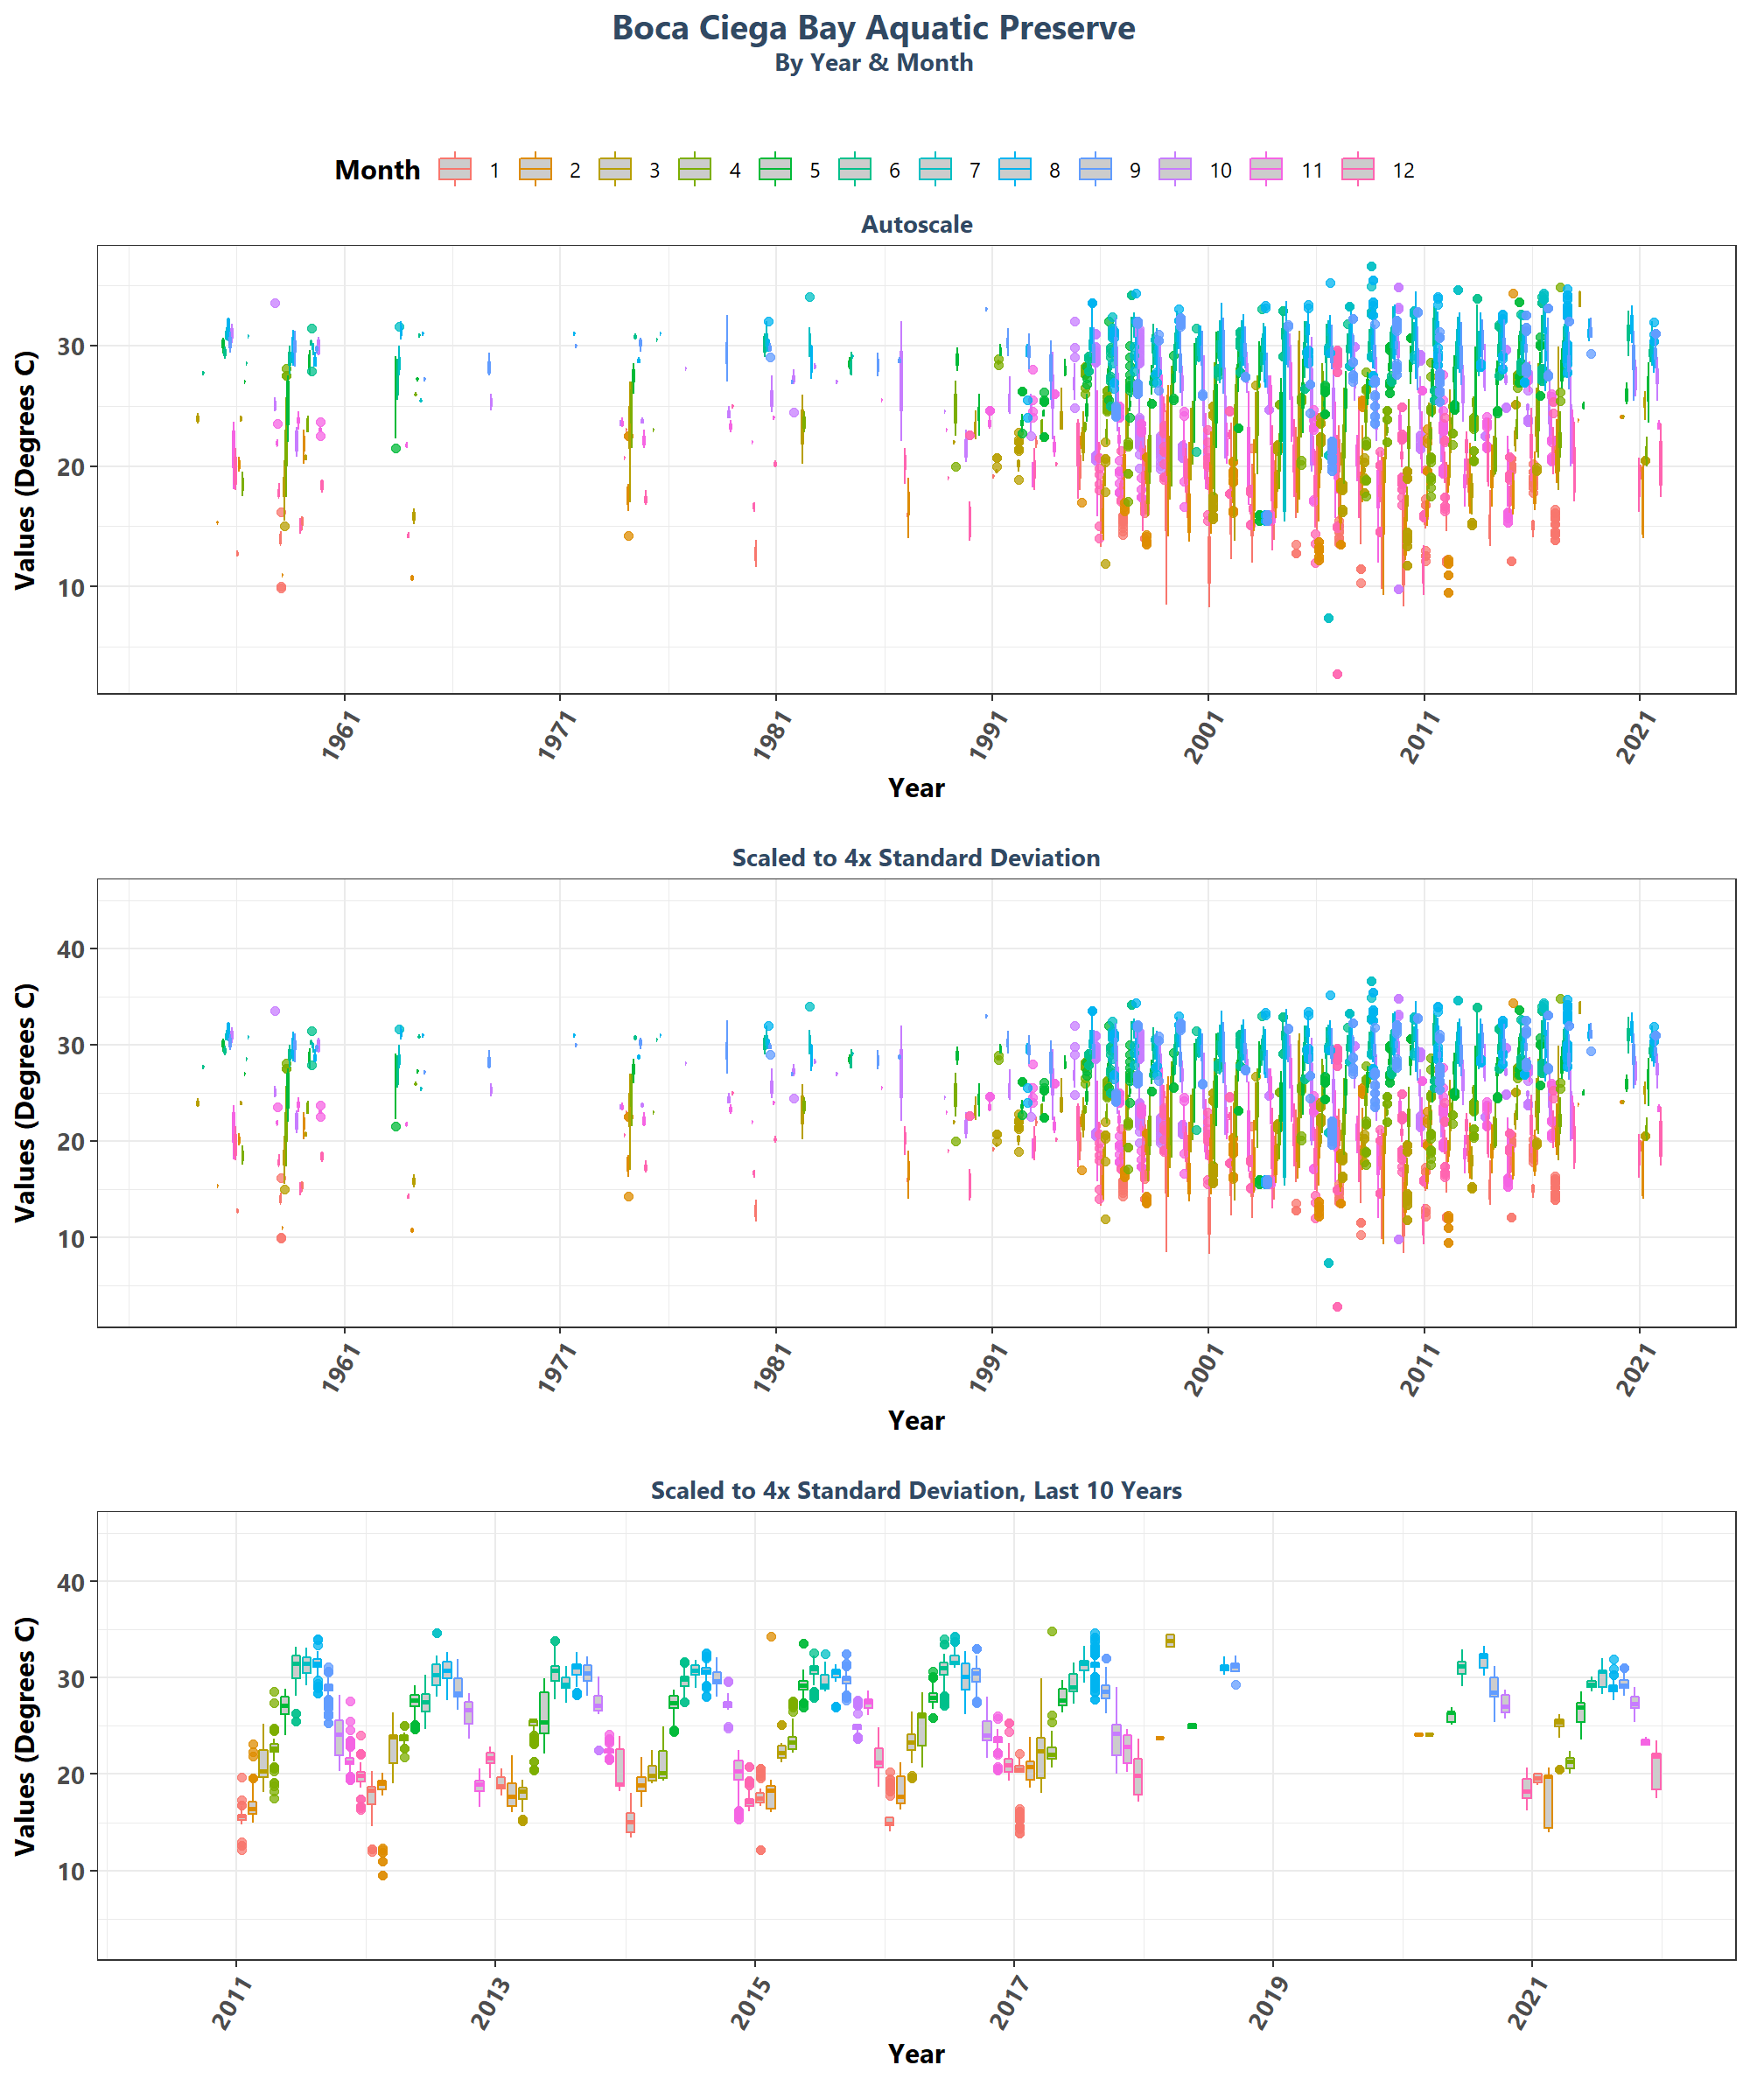 Boca Ciega Bay Aquatic Preserve
By Year & Month
Month 1 2 3 4 5 6 7 8 9 10 11 12
Autoscale
Values (Degrees C)
30
20
10
1961 1971 1981 1991 2001 2011 2021
Year
Scaled to 4x Standard Deviation
Values (Degrees C)
40
30
20
10
1961 1971 1981 1991 2001 2011 2021
Year
Scaled to 4x Standard Deviation, Last 10 Years
Values (Degrees C)
40
30
20
10
2011 2013 2015 2017 2019 2021
Year